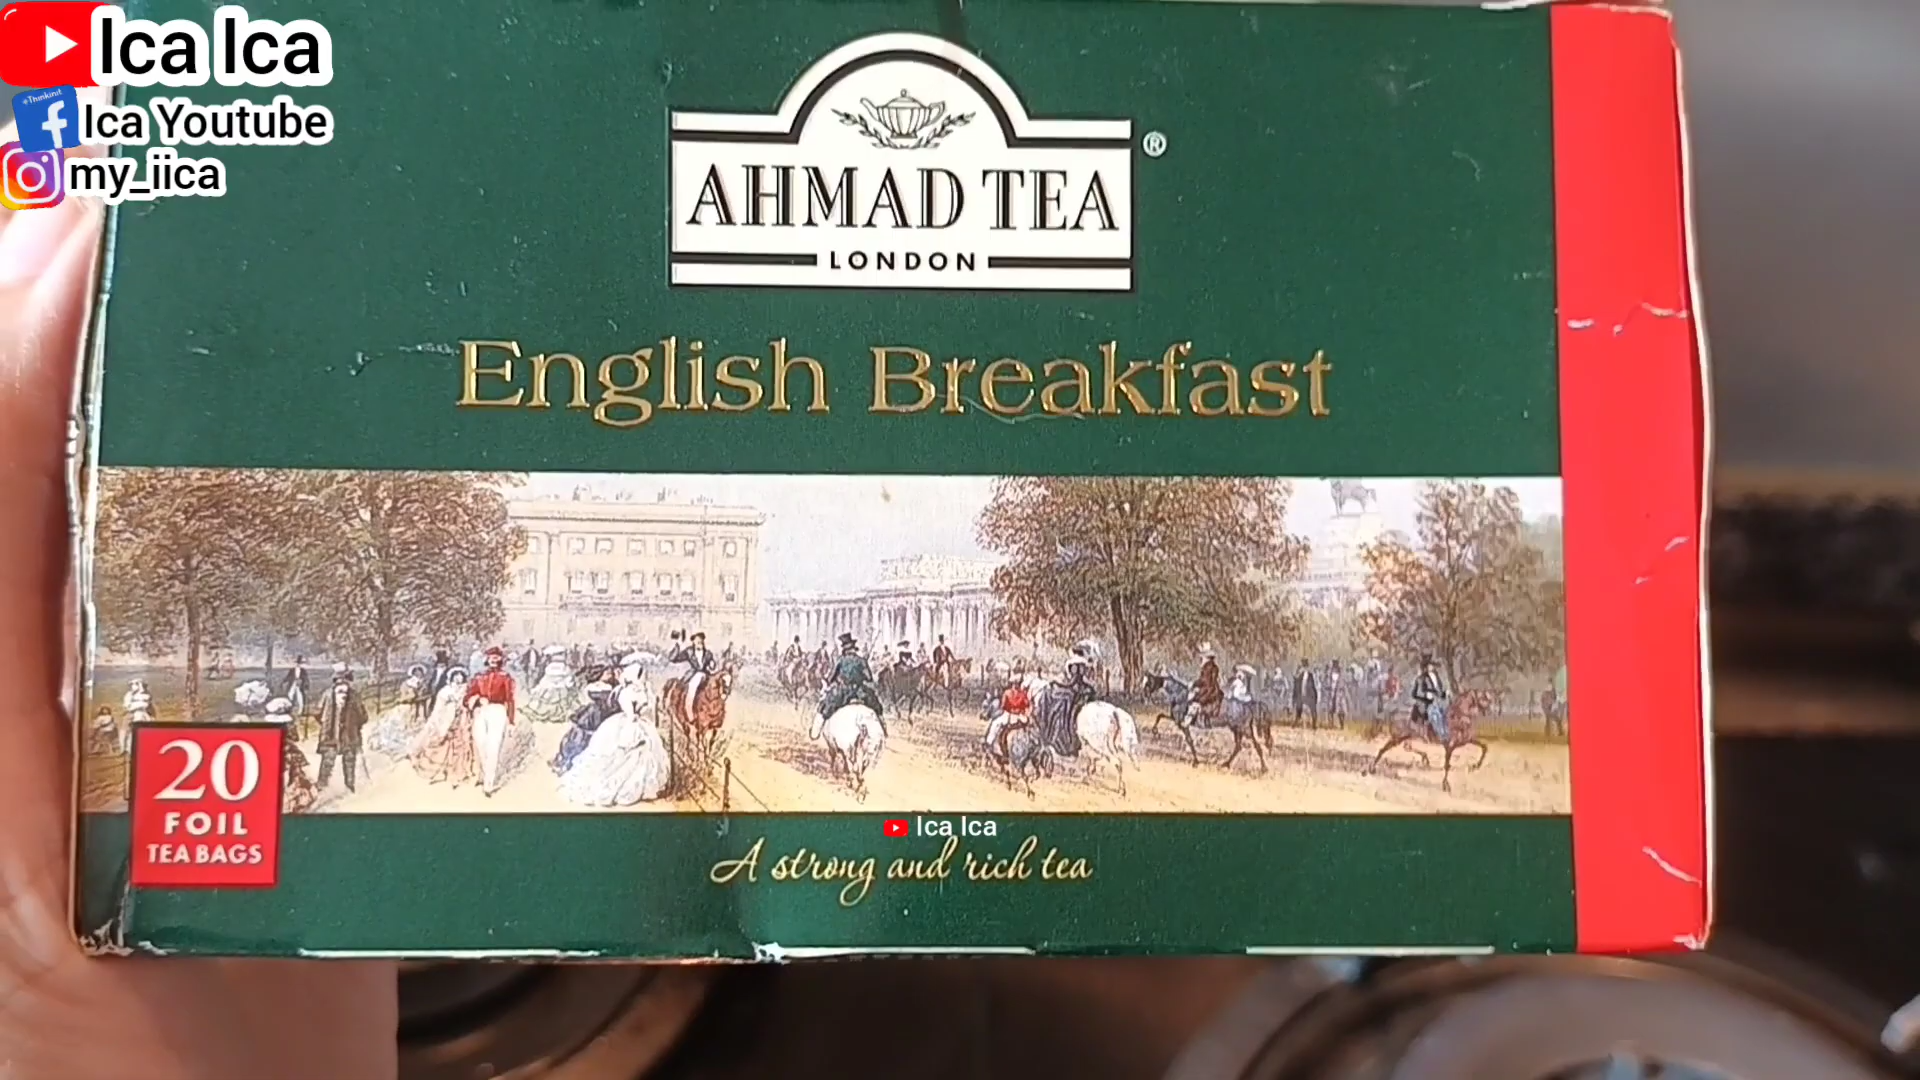 Ica Ica
Ica Youtube
my_iica
AHMAD TEA
®
LONDON
English Breakfast
20
FOIL
TEA BAGS
Ica Ica
A strong and rich tea